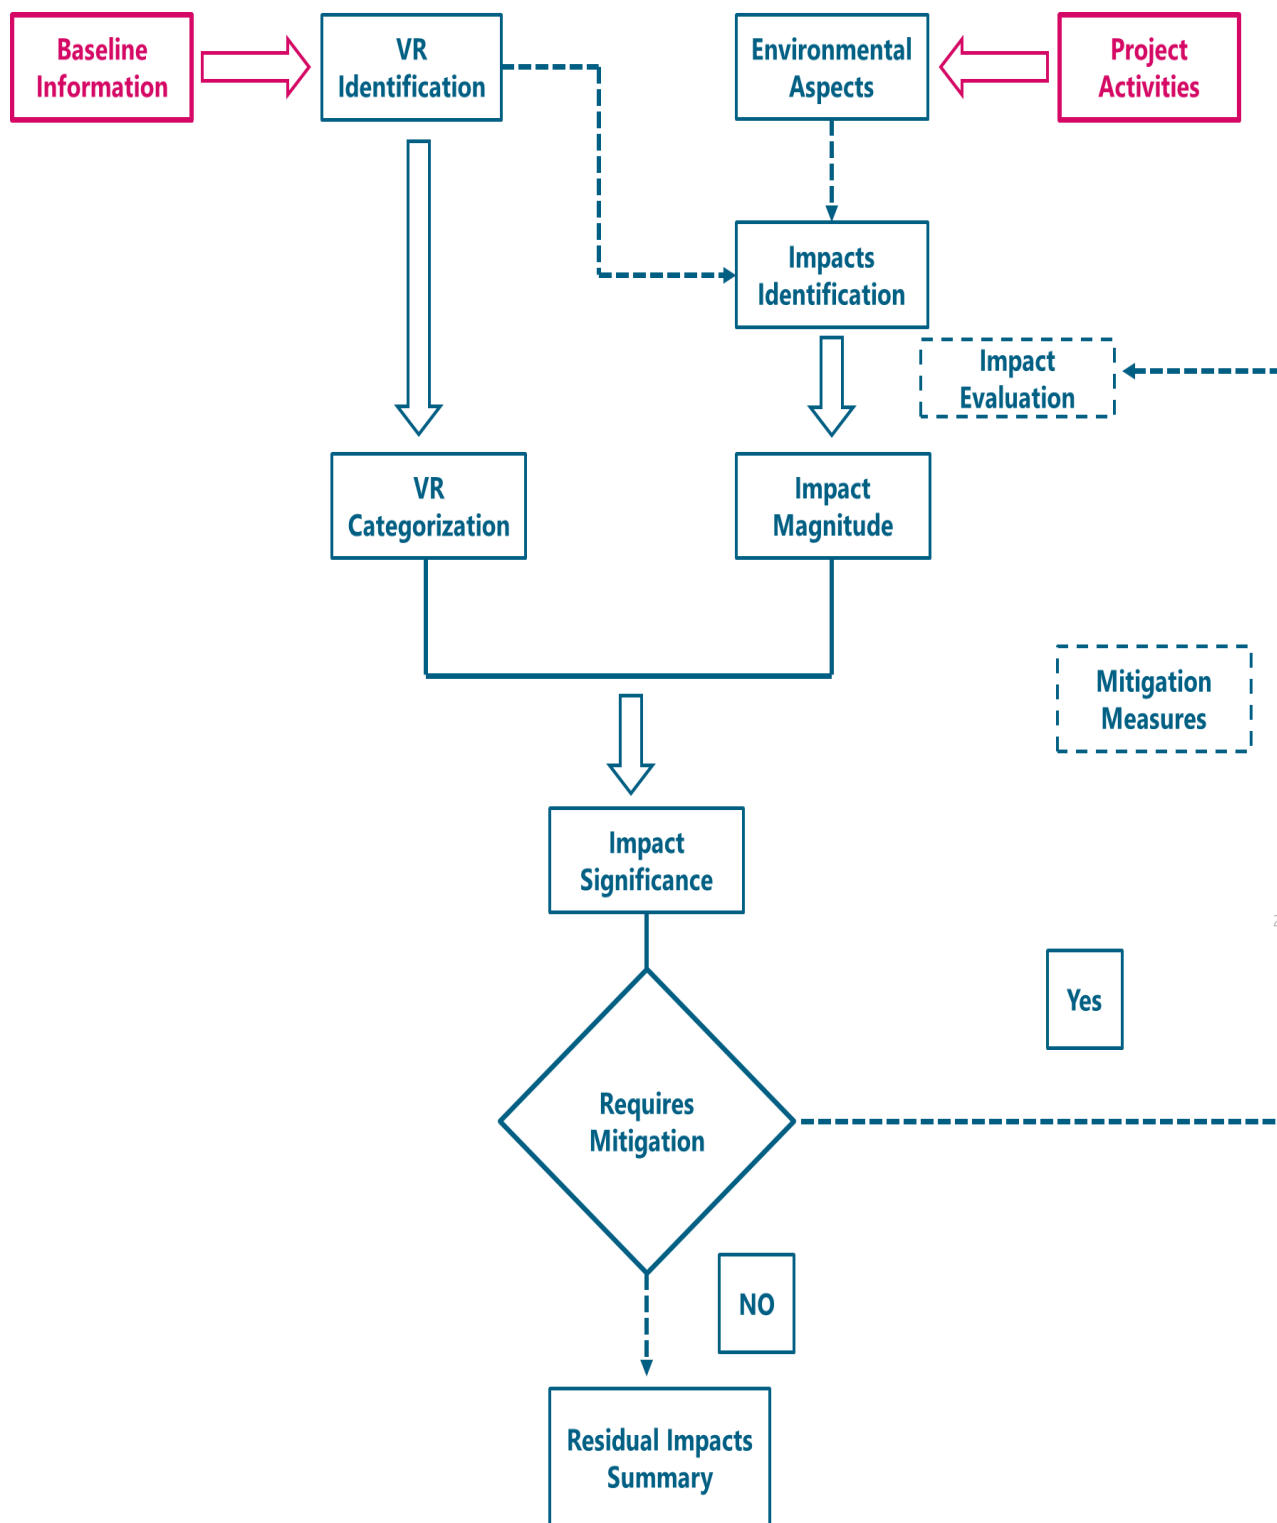 Baseline
Information
VR
Identification
Environmental
Aspects
Project
Activities
Impacts
Identification
Impact
Evaluation
VR
Categorization
Impact
Magnitude
Mitigation
Measures
Impact
Significance
Yes
Requires
Mitigation
NO
Residual Impacts
Summary